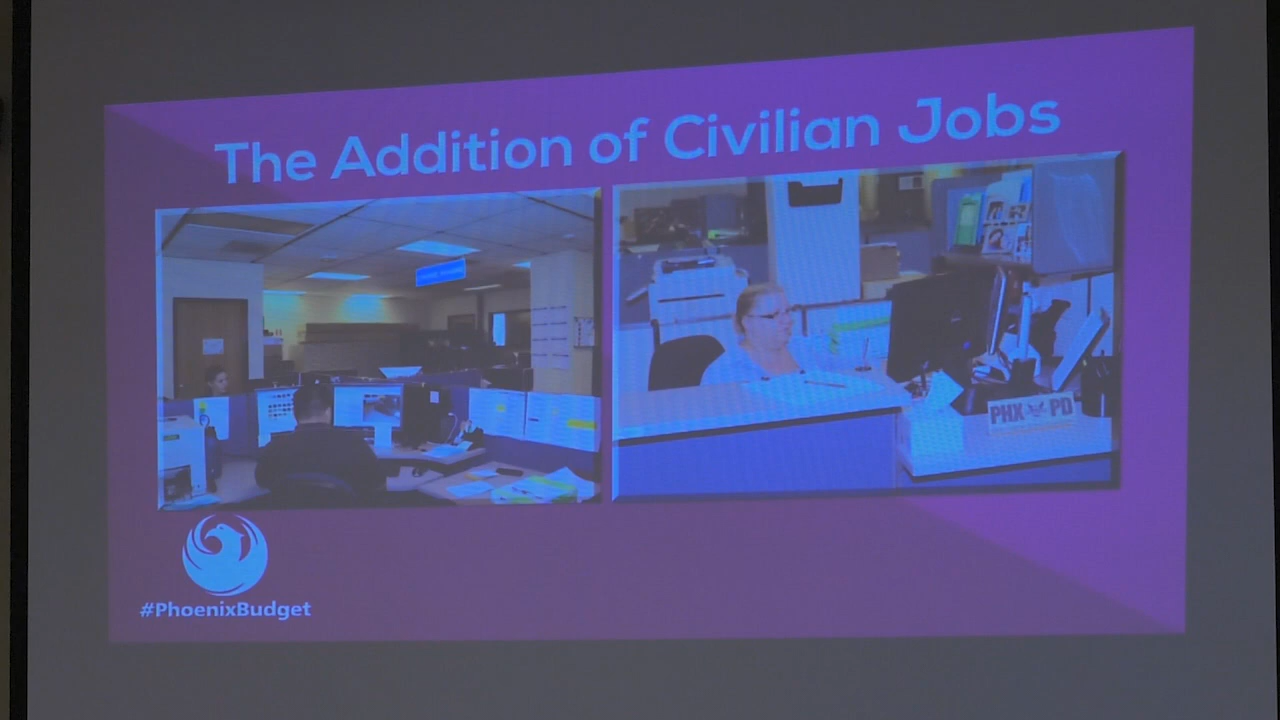 The Addition of Civilian Jobs
PHX PD
#PhoenixBudget